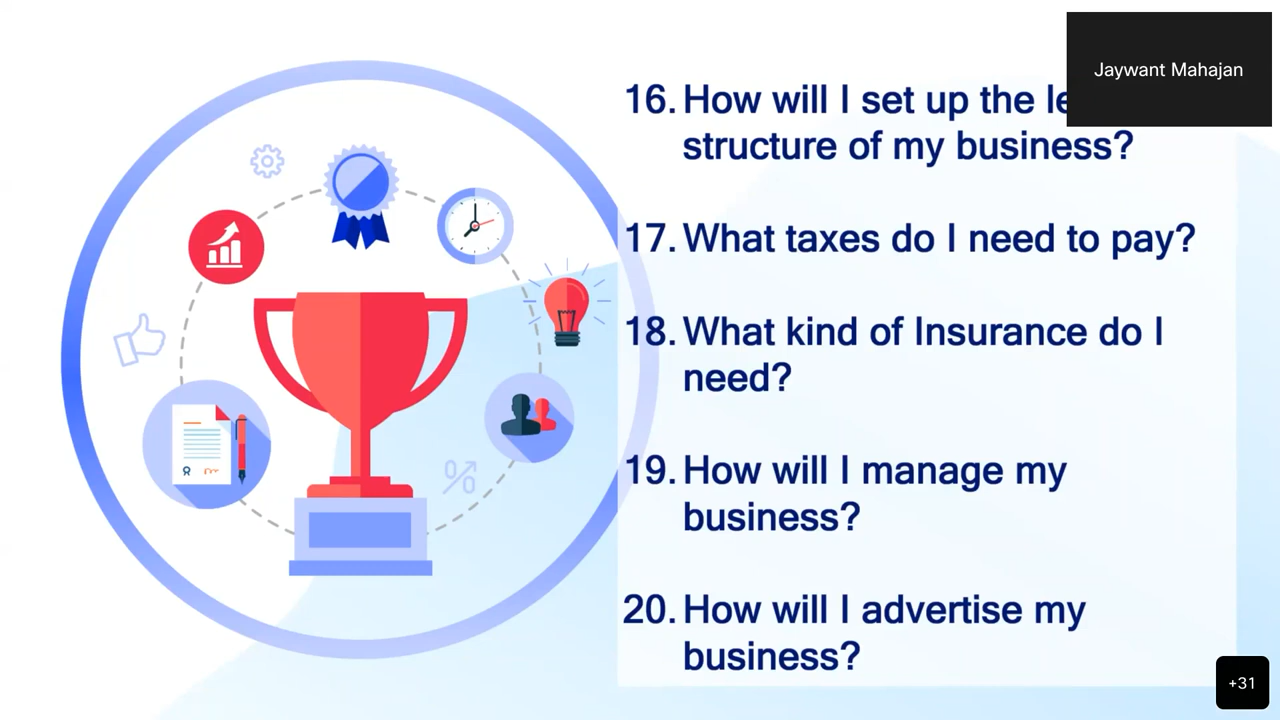 Jaywant Mahajan
16. How will I set up the
structure of my business?
17. What taxes do I need to pay?
18. What kind of Insurance do I
need?
19. How will I manage my
business?
20. How will I advertise my
business?
+31